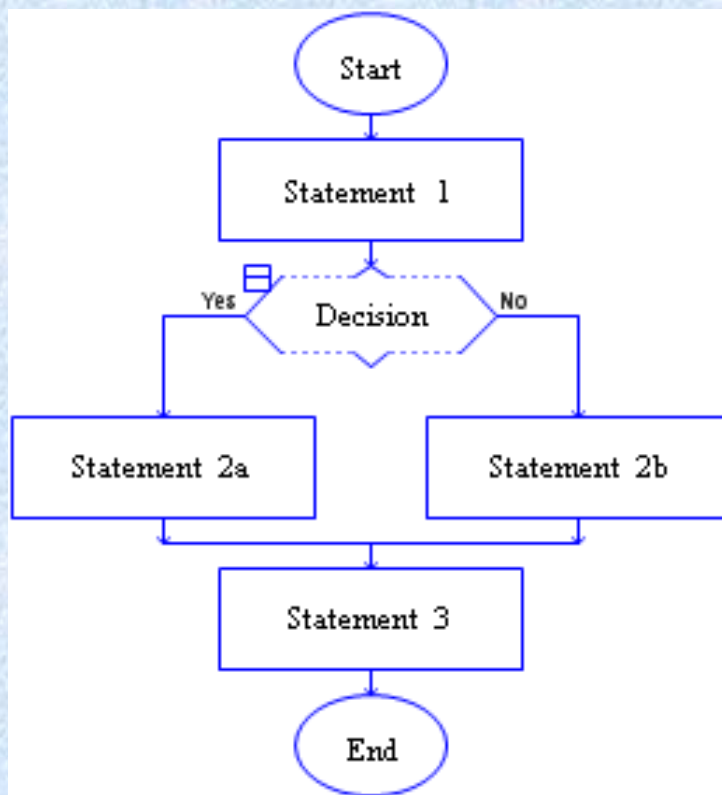 Start
Statement 1
Yes
Decision
No
Statement 2a
Statement 2b
Statement 3
End